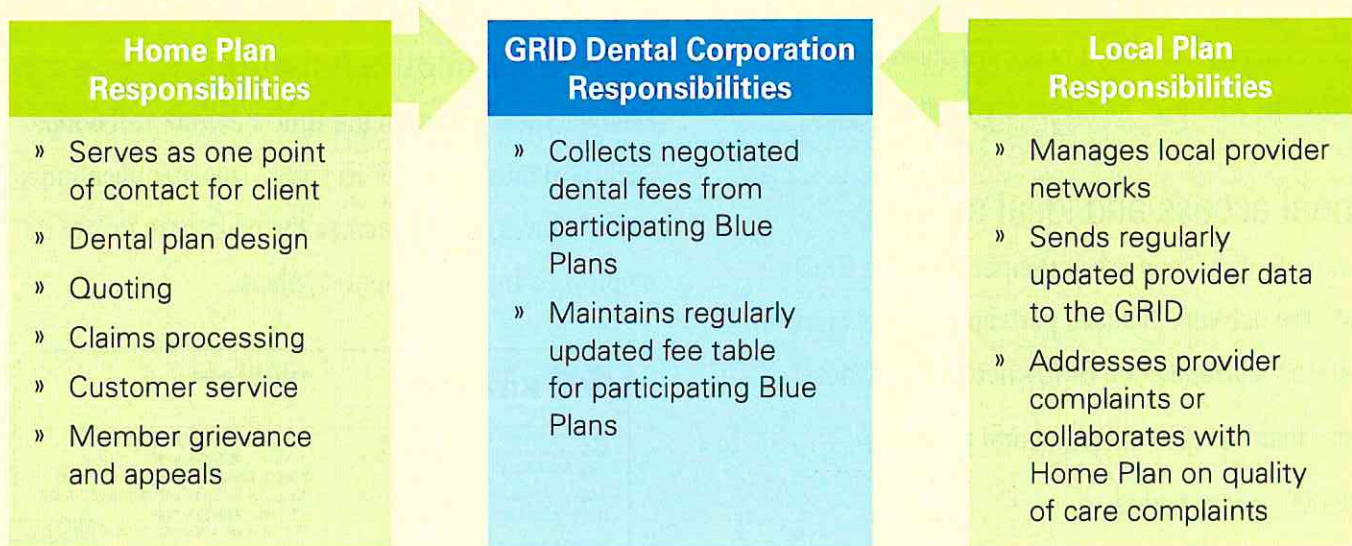 Home Plan
Responsibilities
» Serves as one point
of contact for client
» Dental plan design
» Quoting
» Claims processing
» Customer service
» Member grievance
and appeals
GRID Dental Corporation
Responsibilities
» Collects negotiated
dental fees from
participating Blue
Plans
» Maintains regularly
updated fee table
for participating Blue
Plans
Local Plan
Responsibilities
» Manages local provider
networks
» Sends regularly
updated provider data
to the GRID
» Addresses provider
complaints or
collaborates with
Home Plan on quality
of care complaints